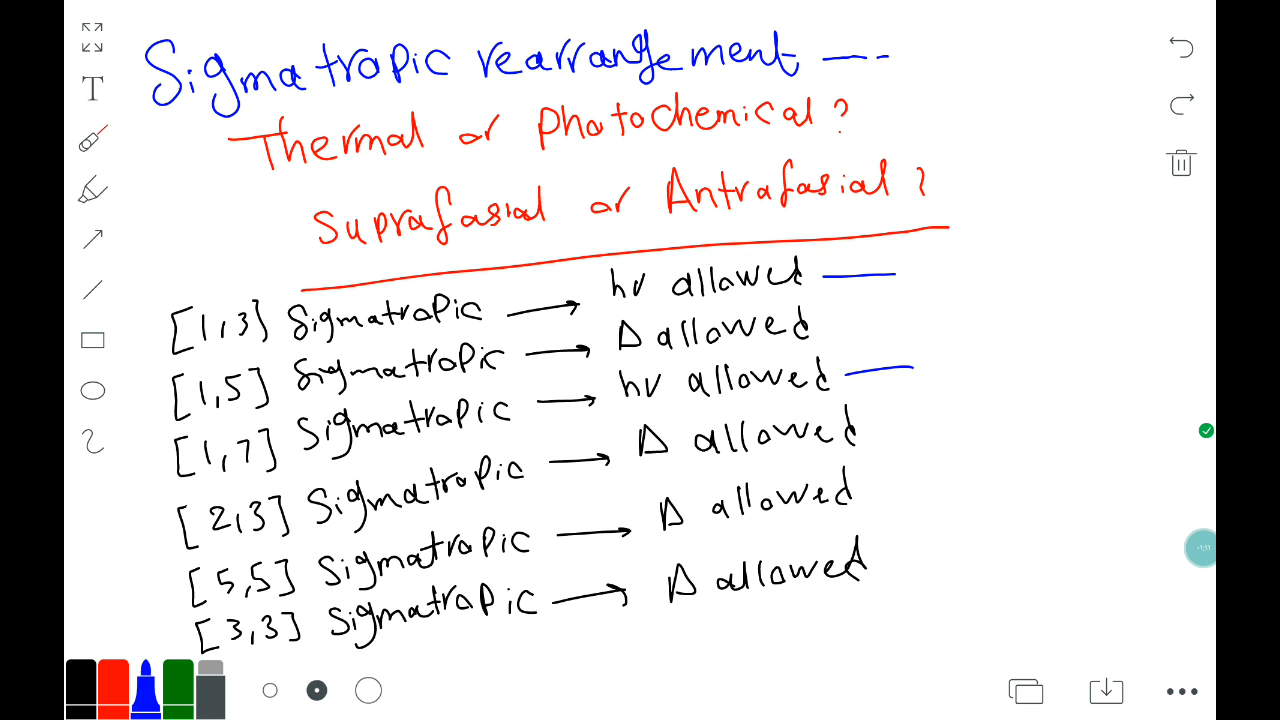 Sigmatropic rearrangement ---
Thermal or Photochemical ?
Suprafasial or Antrafasial ?
[1,3] Sigmatropic → hν allowed —
[1,5] Sigmatropic → Δ allowed
[1,7] Sigmatropic → hν allowed —
[2,3] Sigmatropic → Δ allowed
[5,5] Sigmatropic → Δ allowed
[3,3] Sigmatropic → Δ allowed
T